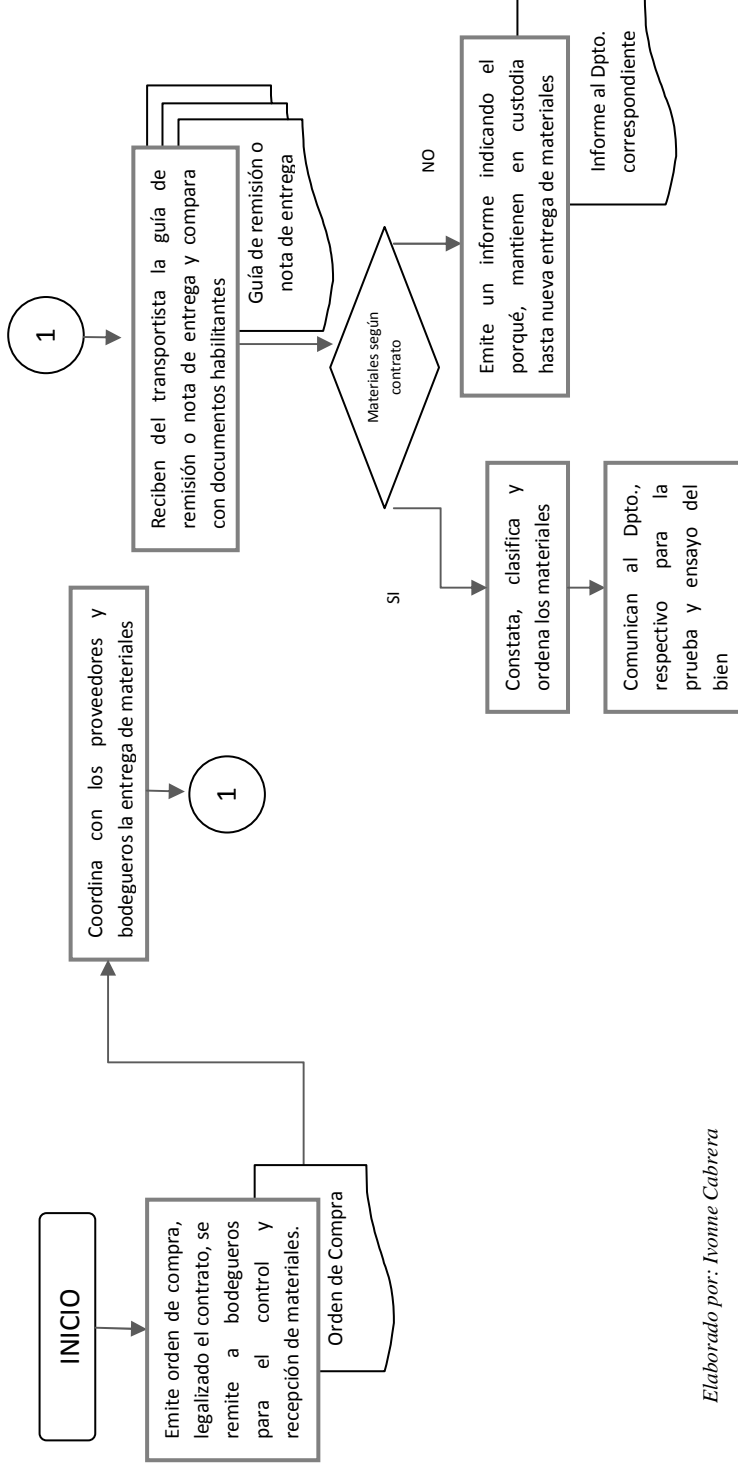 INICIO
Emite orden de compra,
legalizado el contrato, se
remite a bodegueros
para el control y
recepción de materiales.
Orden de Compra
Coordina con los proveedores y
bodegueros la entrega de materiales
1
1
Reciben del transportista la guía de
remisión o nota de entrega y compara
con documentos habilitantes
Guía de remisión o
nota de entrega
Materiales según
contrato
SI
NO
Constata, clasifica y
ordena los materiales
Comunican al Dpto.,
respectivo para la
prueba y ensayo del
bien
Emite un informe indicando el
porqué, mantienen en custodia
hasta nueva entrega de materiales
Informe al Dpto.
correspondiente
Elaborado por: Ivonne Cabrera